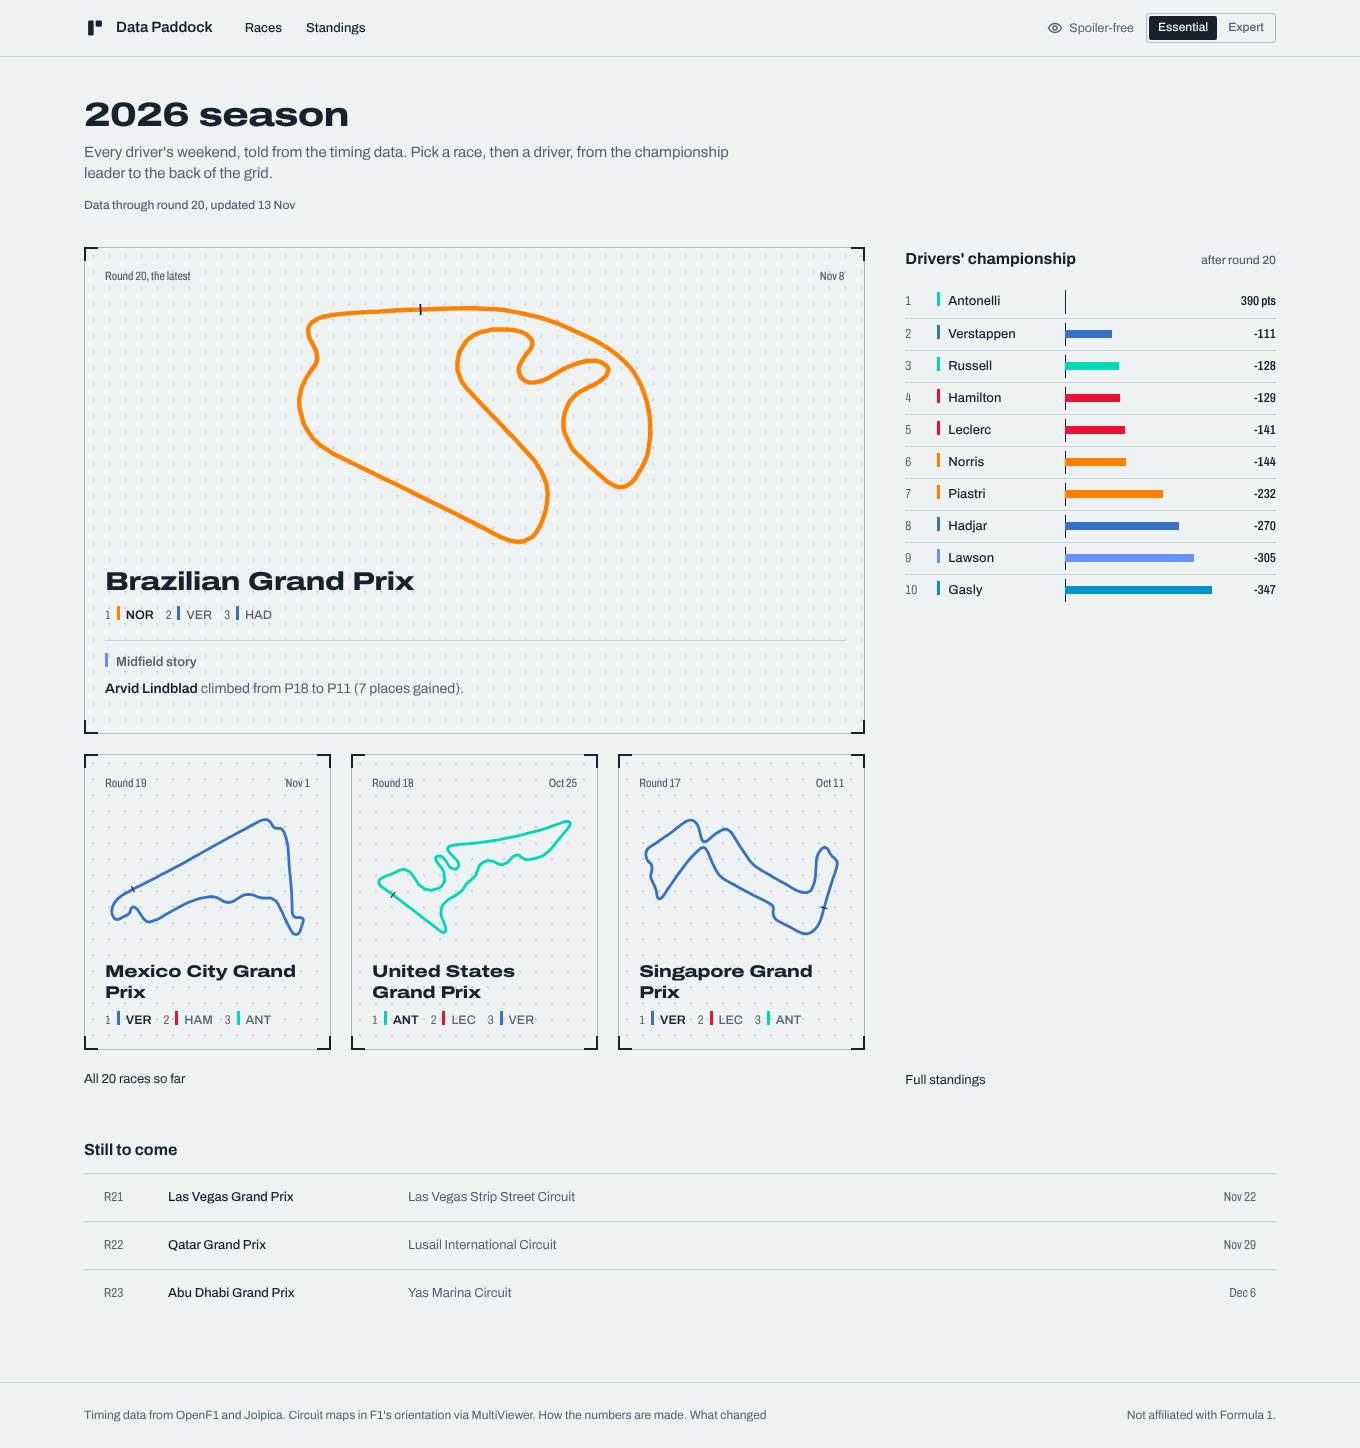 Data Paddock
Races
Standings
Spoiler-free
Essential
Expert
2026 season
Every driver's weekend, told from the timing data. Pick a race, then a driver, from the championship
leader to the back of the grid.
Data through round 20, updated 13 Nov
Round 20, the latest
Nov 8
Brazilian Grand Prix
1 NOR 2 VER 3 HAD
Midfield story
Arvid Lindblad climbed from P18 to P11 (7 places gained).
Drivers' championship
after round 20
1 Antonelli 390 pts
2 Verstappen -111
3 Russell -128
4 Hamilton -129
5 Leclerc -141
6 Norris -144
7 Piastri -232
8 Hadjar -270
9 Lawson -305
10 Gasly -347
Round 19
Nov 1
Mexico City Grand
Prix
1 VER 2 HAM 3 ANT
Round 18
Oct 25
United States
Grand Prix
1 ANT 2 LEC 3 VER
Round 17
Oct 11
Singapore Grand
Prix
1 VER 2 LEC 3 ANT
All 20 races so far
Full standings
Still to come
R21 Las Vegas Grand Prix Las Vegas Strip Street Circuit Nov 22
R22 Qatar Grand Prix Lusail International Circuit Nov 29
R23 Abu Dhabi Grand Prix Yas Marina Circuit Dec 6
Timing data from OpenF1 and Jolpica. Circuit maps in F1's orientation via MultiViewer. How the numbers are made. What changed
Not affiliated with Formula 1.